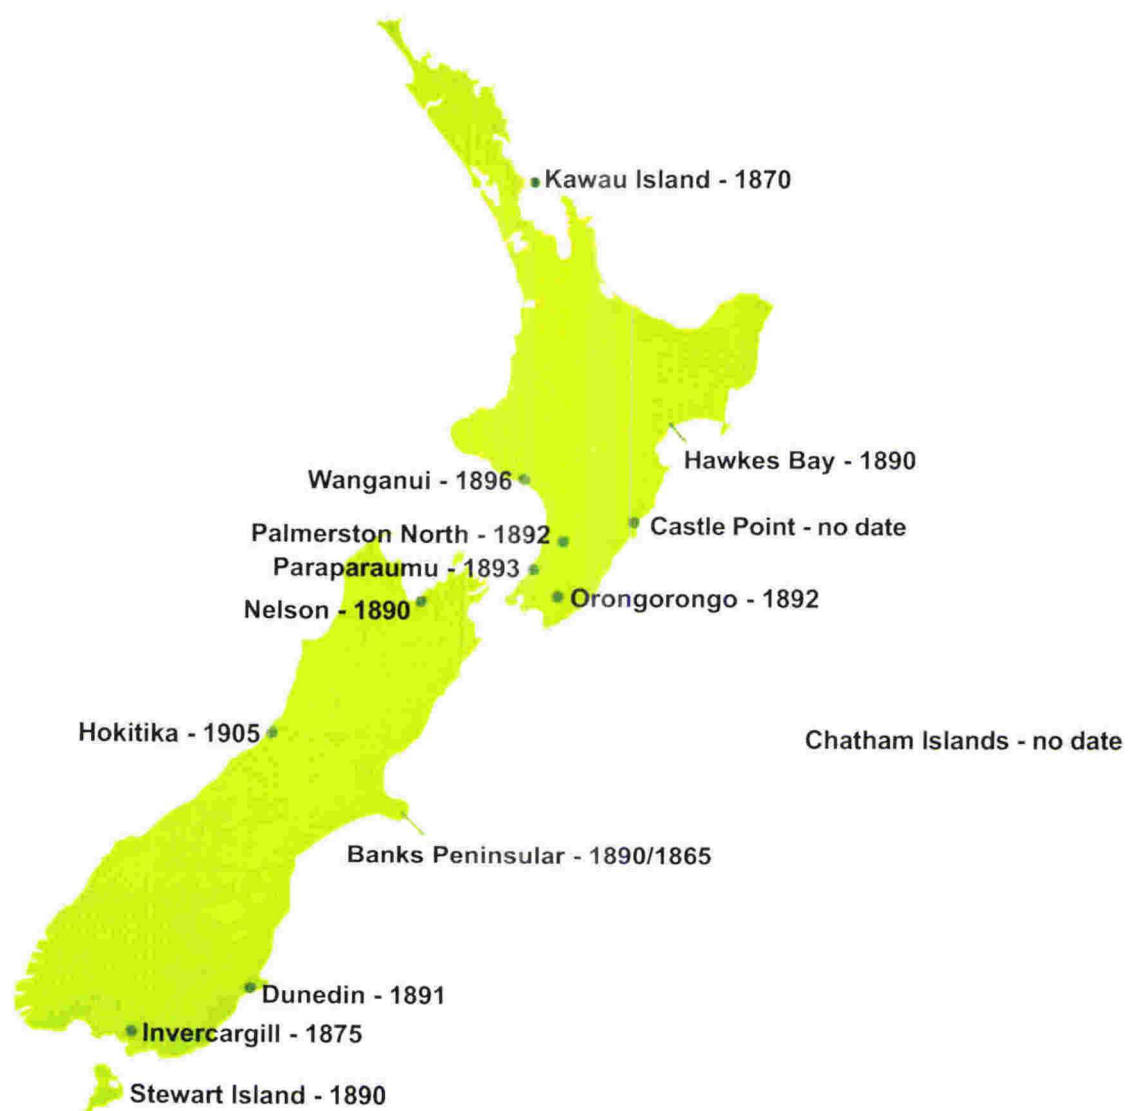 Kawau Island - 1870
Hawkes Bay - 1890
Wanganui - 1896
Castle Point - no date
Palmerston North - 1892
Paraparaumu - 1893
Orongorongo - 1892
Nelson - 1890
Hokitika - 1905
Chatham Islands - no date
Banks Peninsular - 1890/1865
Dunedin - 1891
Invercargill - 1875
Stewart Island - 1890